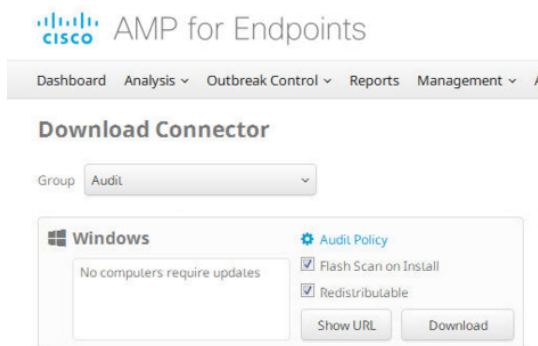 cisco AMP for Endpoints
Dashboard Analysis Outbreak Control Reports Management
Download Connector
Group Audit
Windows
Audit Policy
No computers require updates
Flash Scan on Install
Redistributable
Show URL Download